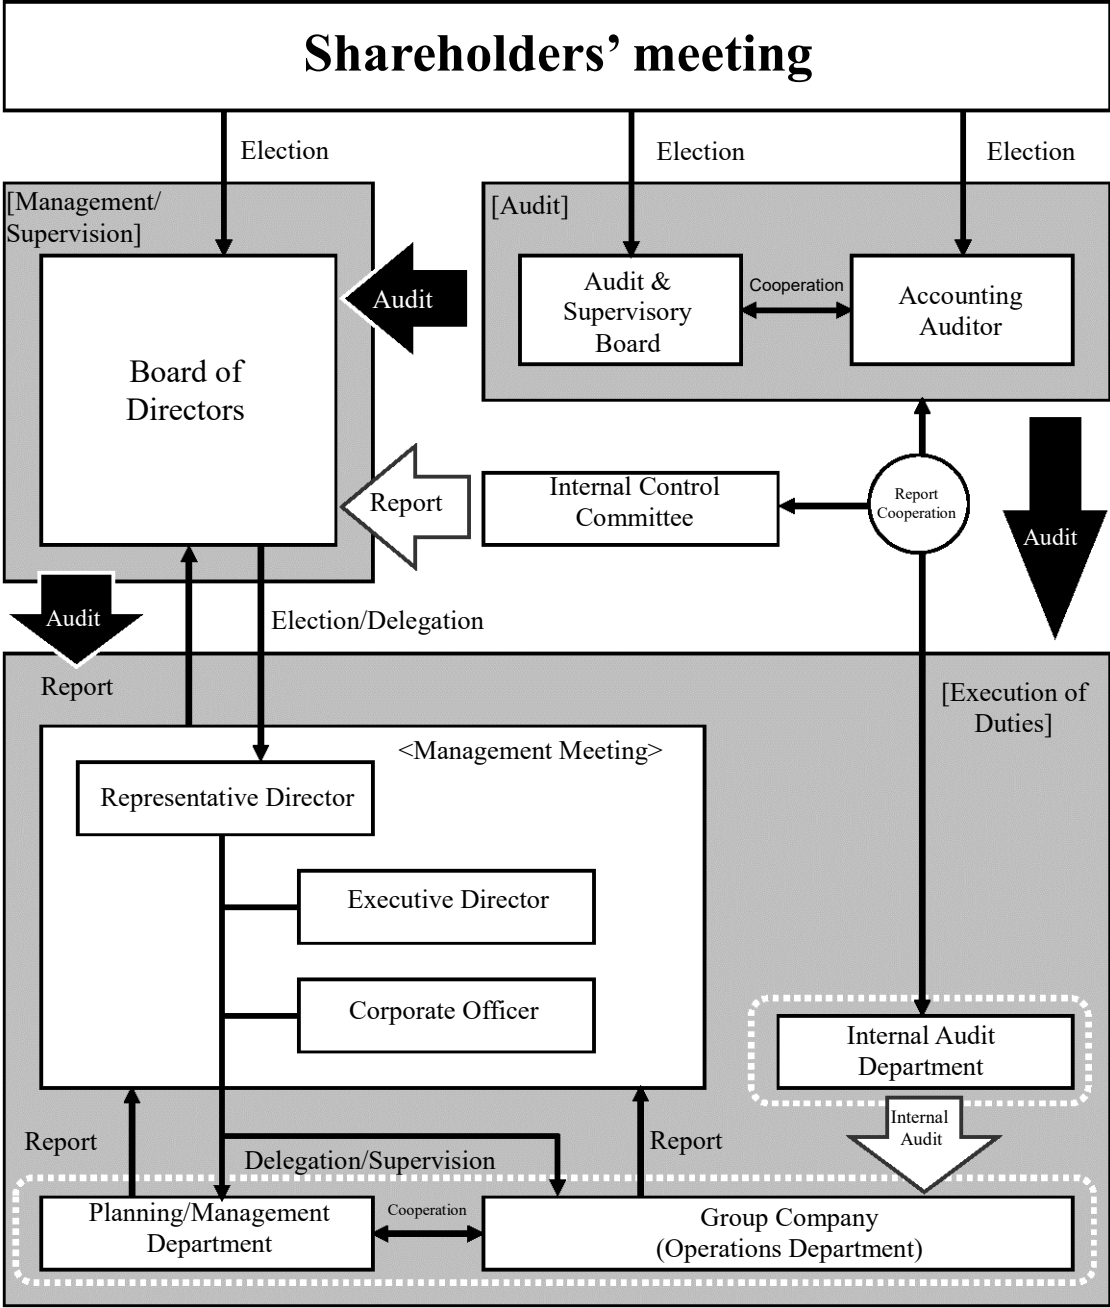 Shareholders’ meeting
Election
Election
Election
[Management/
Supervision]
[Audit]
Audit
Audit &
Supervisory
Board
Cooperation
Accounting
Auditor
Board of
Directors
Report
Internal Control
Committee
Report
Cooperation
Audit
Audit
Election/Delegation
Report
[Execution of
Duties]
<Management Meeting>
Representative Director
Executive Director
Corporate Officer
Internal Audit
Department
Internal
Audit
Report
Delegation/Supervision
Report
Planning/Management
Department
Cooperation
Group Company
(Operations Department)